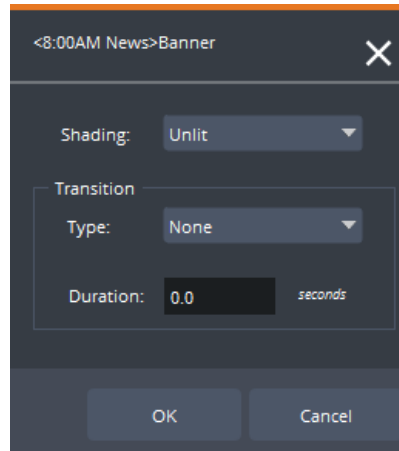 <8:00AM News>Banner
Shading: Unlit
Transition
Type: None
Duration: 0.0 seconds
OK Cancel